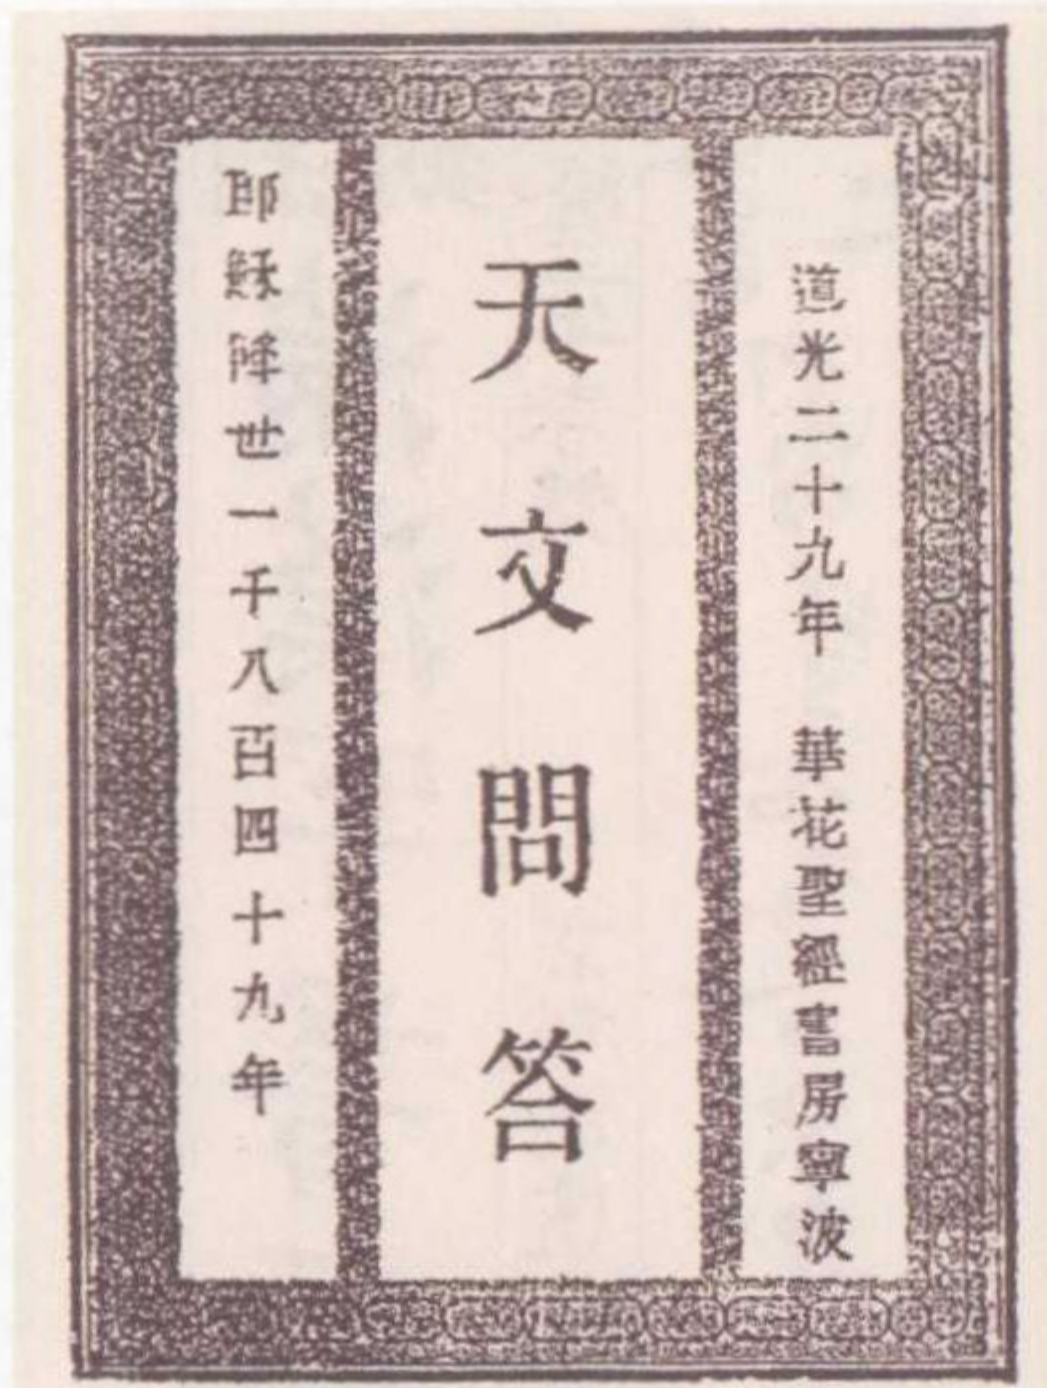 道光二十九年 華花聖經書房寧波
天文問答
耶穌降世一千八百四十九年